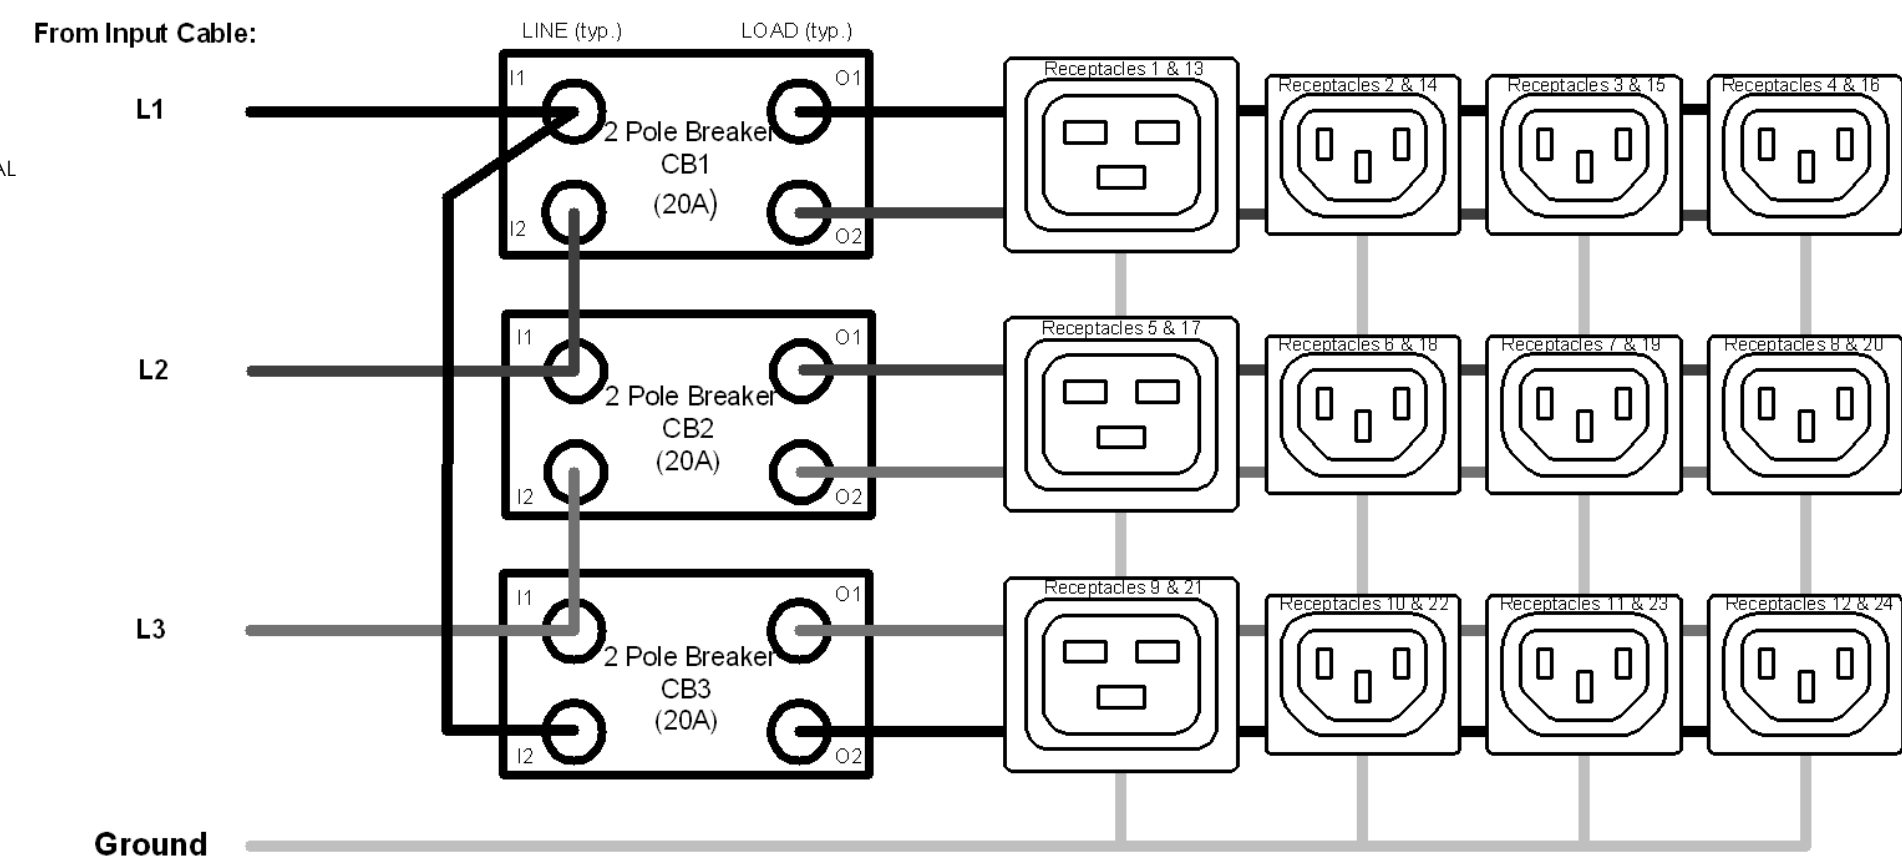 From Input Cable:
LINE (typ.)
LOAD (typ.)
L1
AL
I1
O1
2 Pole Breaker
CB1
(20A)
I2
O2
Receptacles 1 & 13
Receptacles 2 & 14
Receptacles 3 & 15
Receptacles 4 & 16
L2
I1
O1
2 Pole Breaker
CB2
(20A)
I2
O2
Receptacles 5 & 17
Receptacles 6 & 18
Receptacles 7 & 19
Receptacles 8 & 20
L3
I1
O1
2 Pole Breaker
CB3
(20A)
I2
O2
Receptacles 9 & 21
Receptacles 10 & 22
Receptacles 11 & 23
Receptacles 12 & 24
Ground